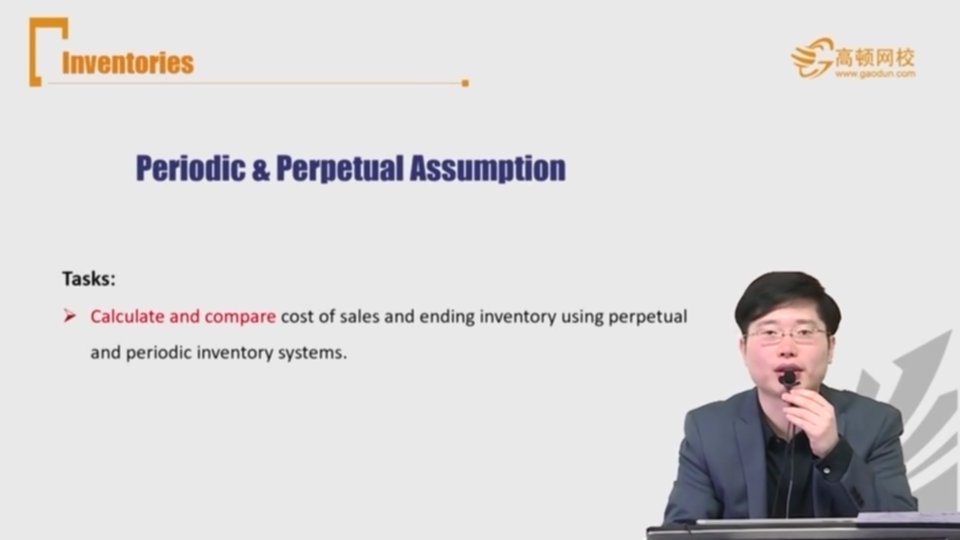 Inventories
高顿网校
www.gaodun.com
Periodic & Perpetual Assumption
Tasks:
Calculate and compare cost of sales and ending inventory using perpetual
and periodic inventory systems.